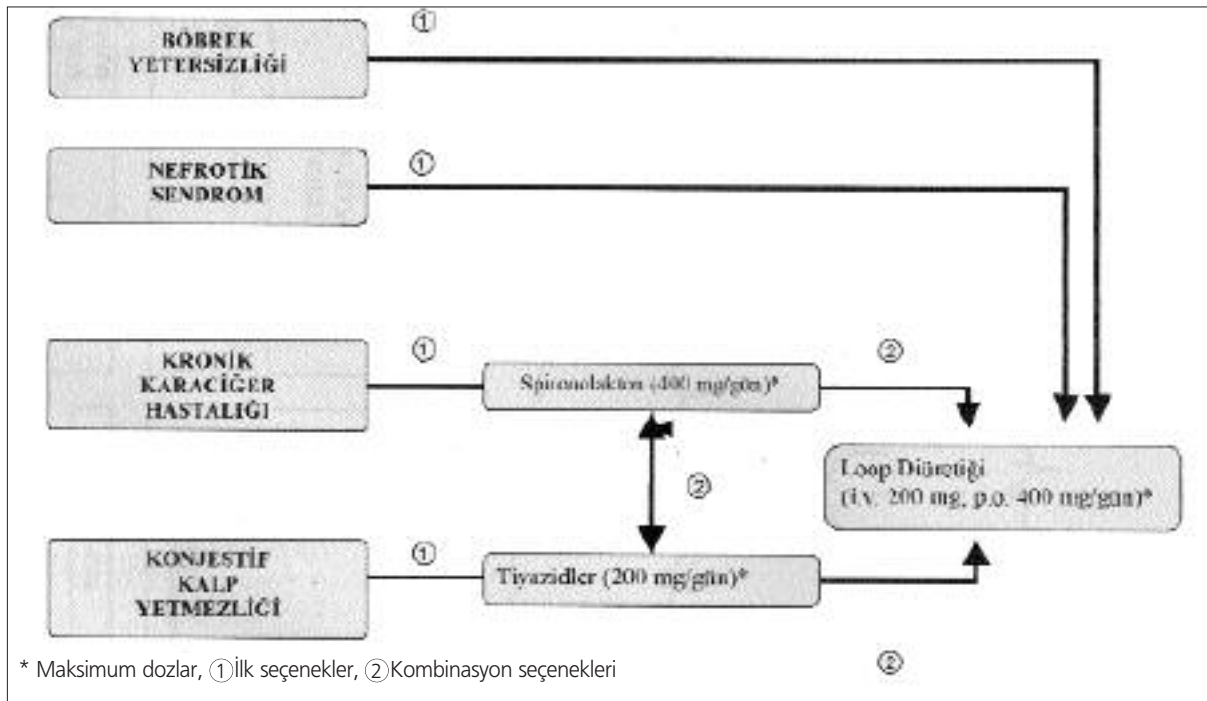 ①
BÖBREK
YETERSİZLİĞİ
①
NEFROTİK
SENDROM
①
KRONİK
KARACİĞER
HASTALIĞI
Spironolakton (400 mg/gün)*
②
②
Loop Diüretiği
(i.v. 200 mg, p.o. 400 mg/gün)*
①
KONJESTİF
KALP
YETMEZLİĞİ
Tiyazidler (200 mg/gün)*
②
* Maksimum dozlar, ①İlk seçenekler, ②Kombinasyon seçenekleri